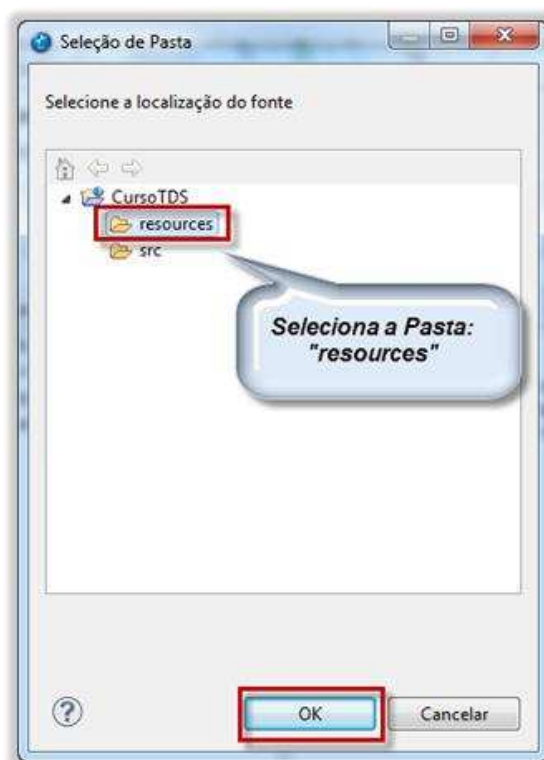 Seleção de Pasta
Selecione a localização do fonte
CursoTDS
resources
src
Seleciona a Pasta:
"resources"
?
OK
Cancelar